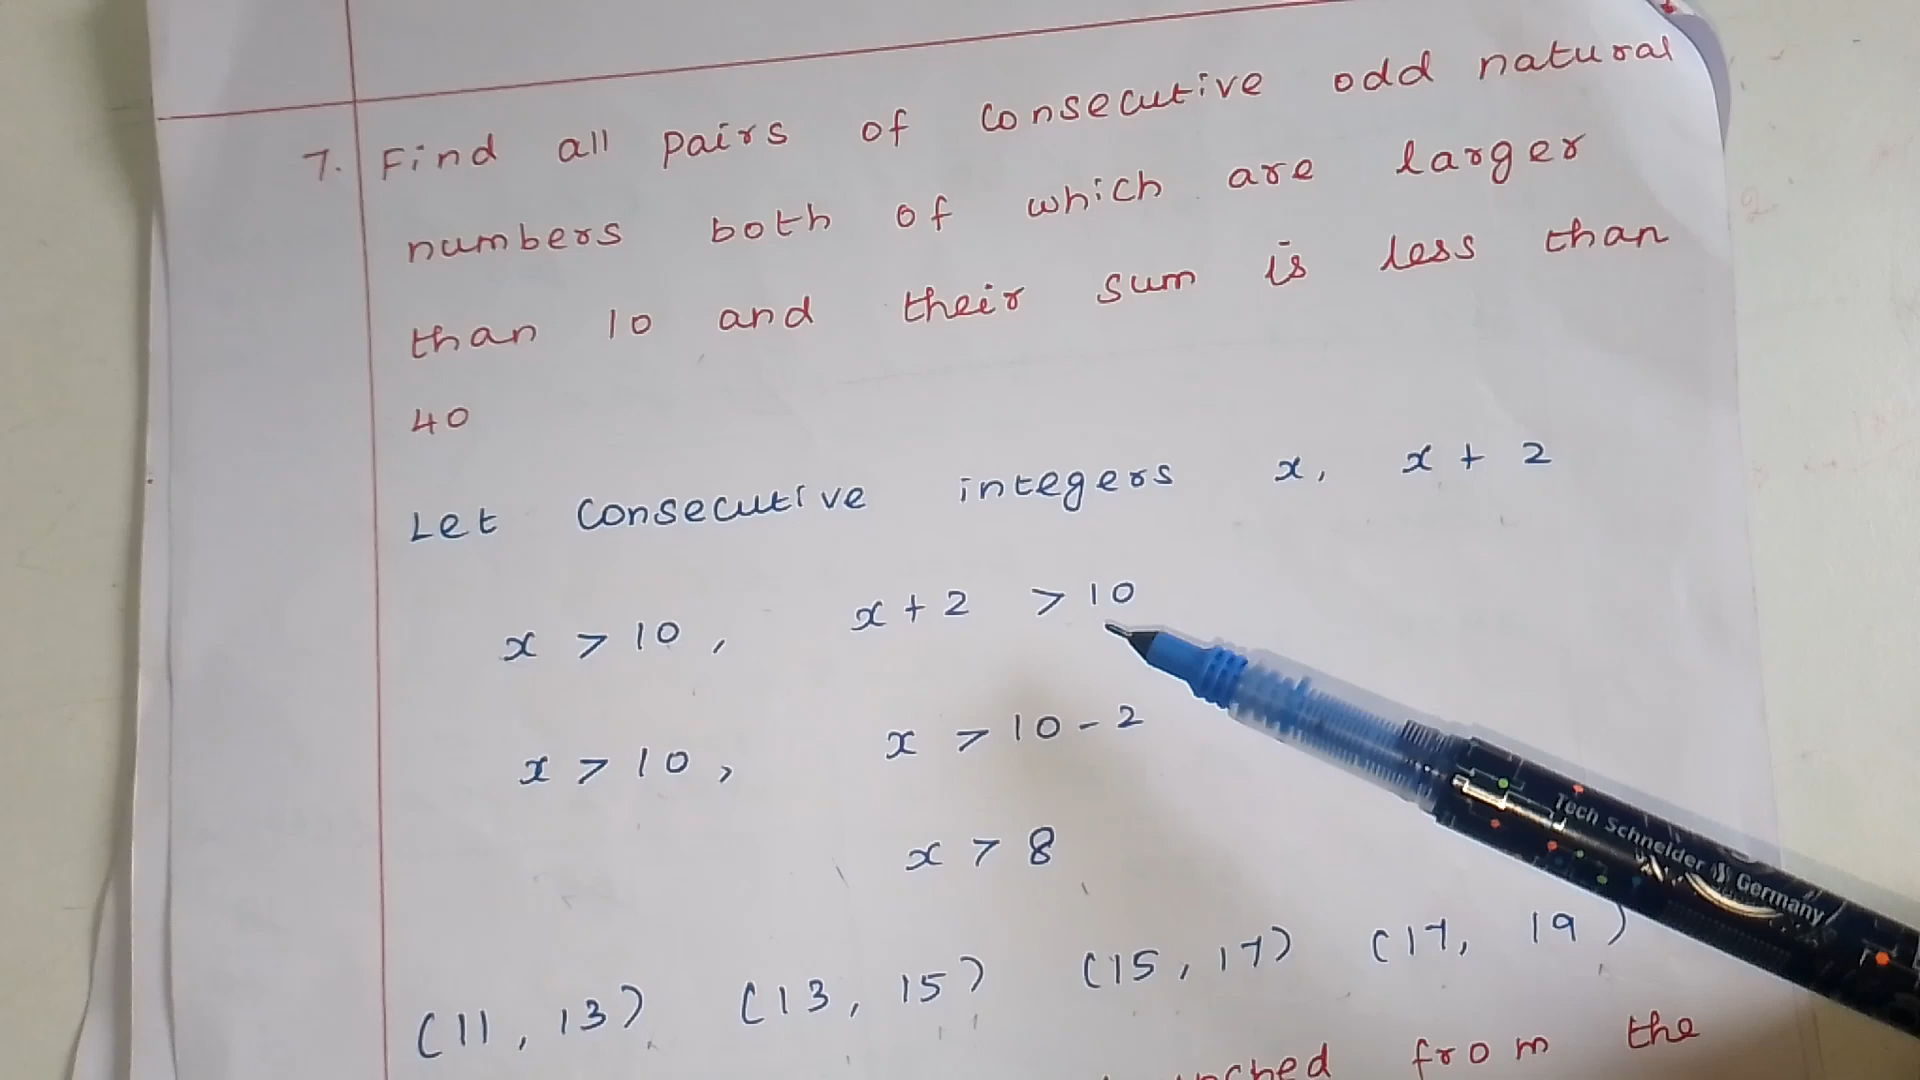 7. Find all pairs of consecutive odd natural
numbers both of which are larger
than 10 and their sum is less than
40
Let consecutive integers x, x + 2
x > 10, x + 2 > 10
x > 10, x > 10 - 2
x > 8
(11, 13) (13, 15) (15, 17) (17, 19)
from the
Tech Schneider Germany